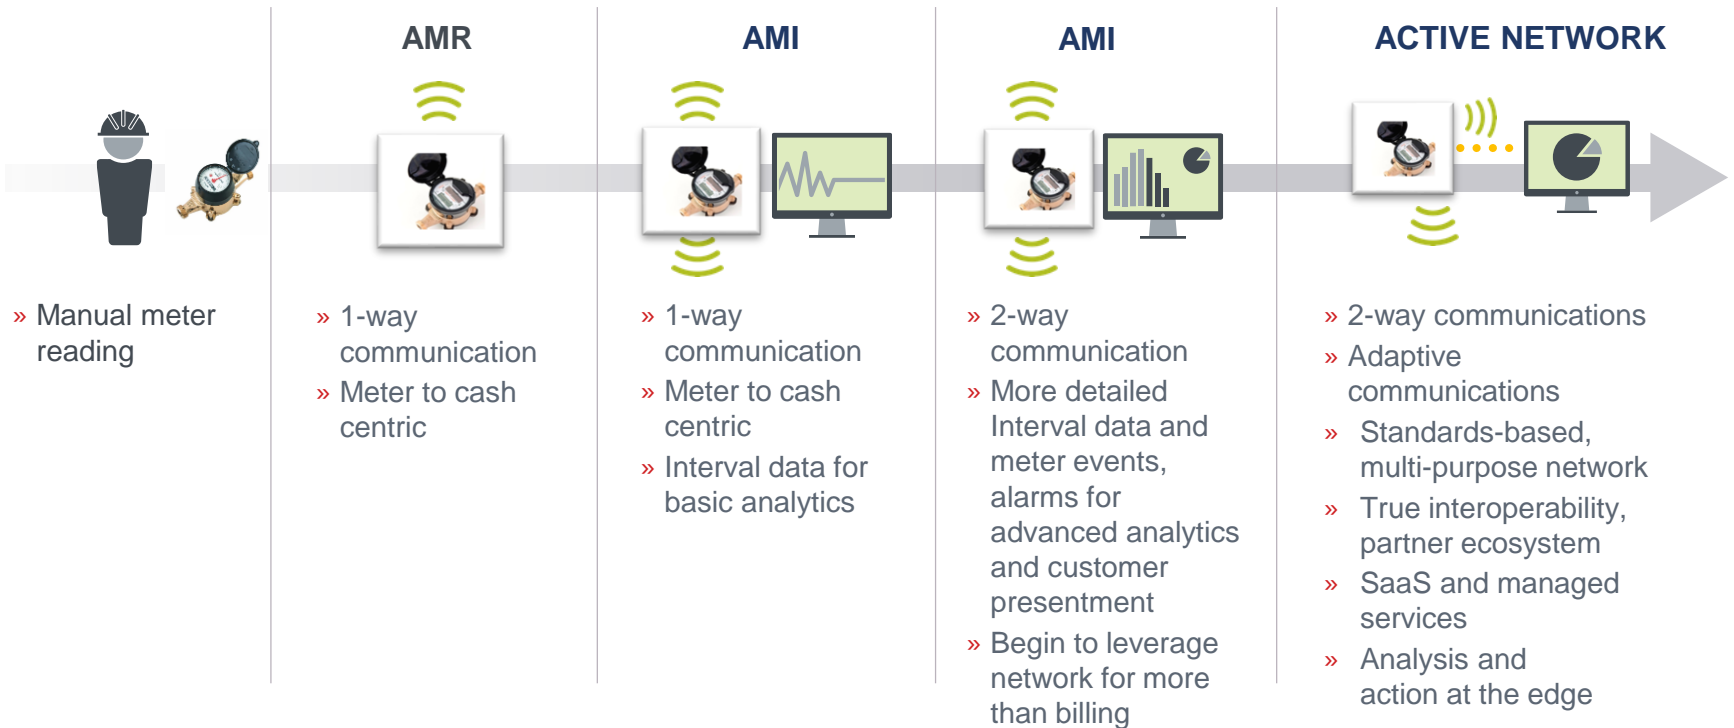 AMR
AMI
AMI
ACTIVE NETWORK
» Manual meter
reading
» 1-way
communication
» Meter to cash
centric
» 1-way
communication
» Meter to cash
centric
» Interval data for
basic analytics
» 2-way
communication
» More detailed
Interval data and
meter events,
alarms for
advanced analytics
and customer
presentment
» Begin to leverage
network for more
than billing
» 2-way communications
» Adaptive
communications
» Standards-based,
multi-purpose network
» True interoperability,
partner ecosystem
» SaaS and managed
services
» Analysis and
action at the edge